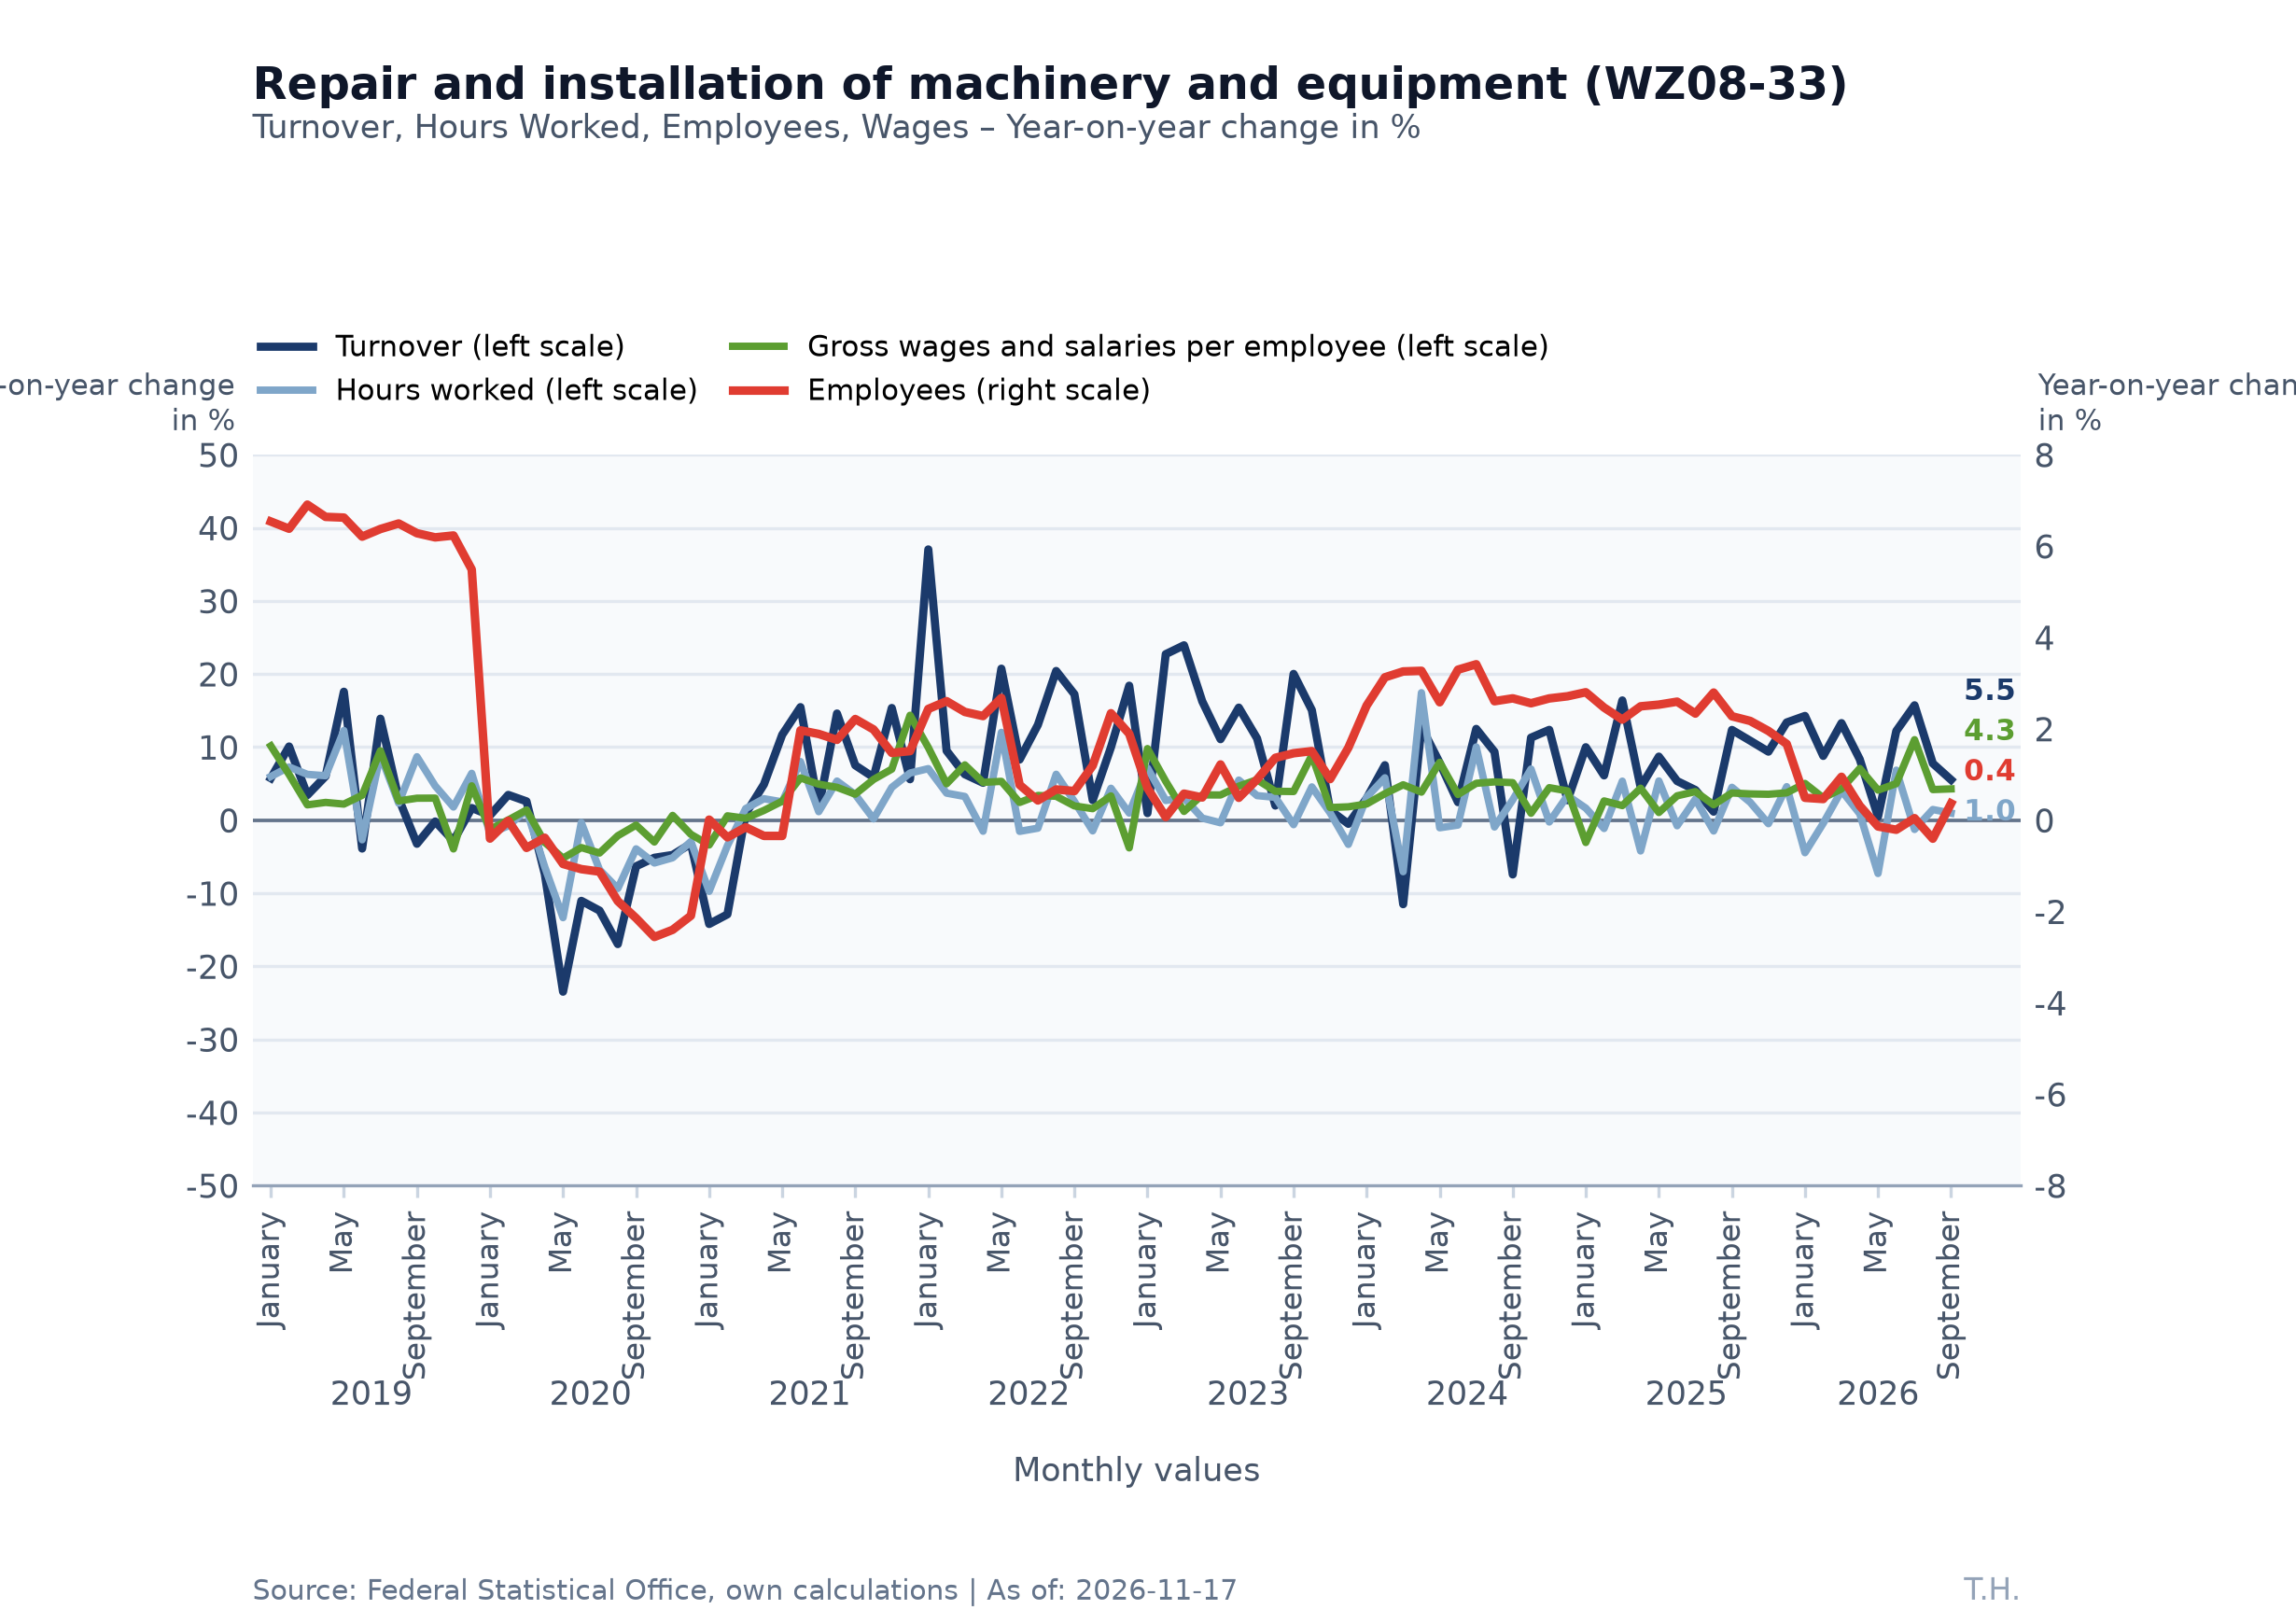 Repair and installation of machinery and equipment (WZ08-33)
Turnover, Hours Worked, Employees, Wages – Year-on-year change in %
Turnover (left scale)
Gross wages and salaries per employee (left scale)
Hours worked (left scale)
Employees (right scale)
-on-year change
in %
Year-on-year chan
in %
50
40
30
20
10
0
-10
-20
-30
-40
-50
8
6
4
2
0
-2
-4
-6
-8
5.5
4.3
0.4
1.0
January
May
September
January
May
September
January
May
September
January
May
September
January
May
September
January
May
September
January
May
September
January
May
September
2019
2020
2021
2022
2023
2024
2025
2026
Monthly values
Source: Federal Statistical Office, own calculations | As of: 2026-11-17
T.H.